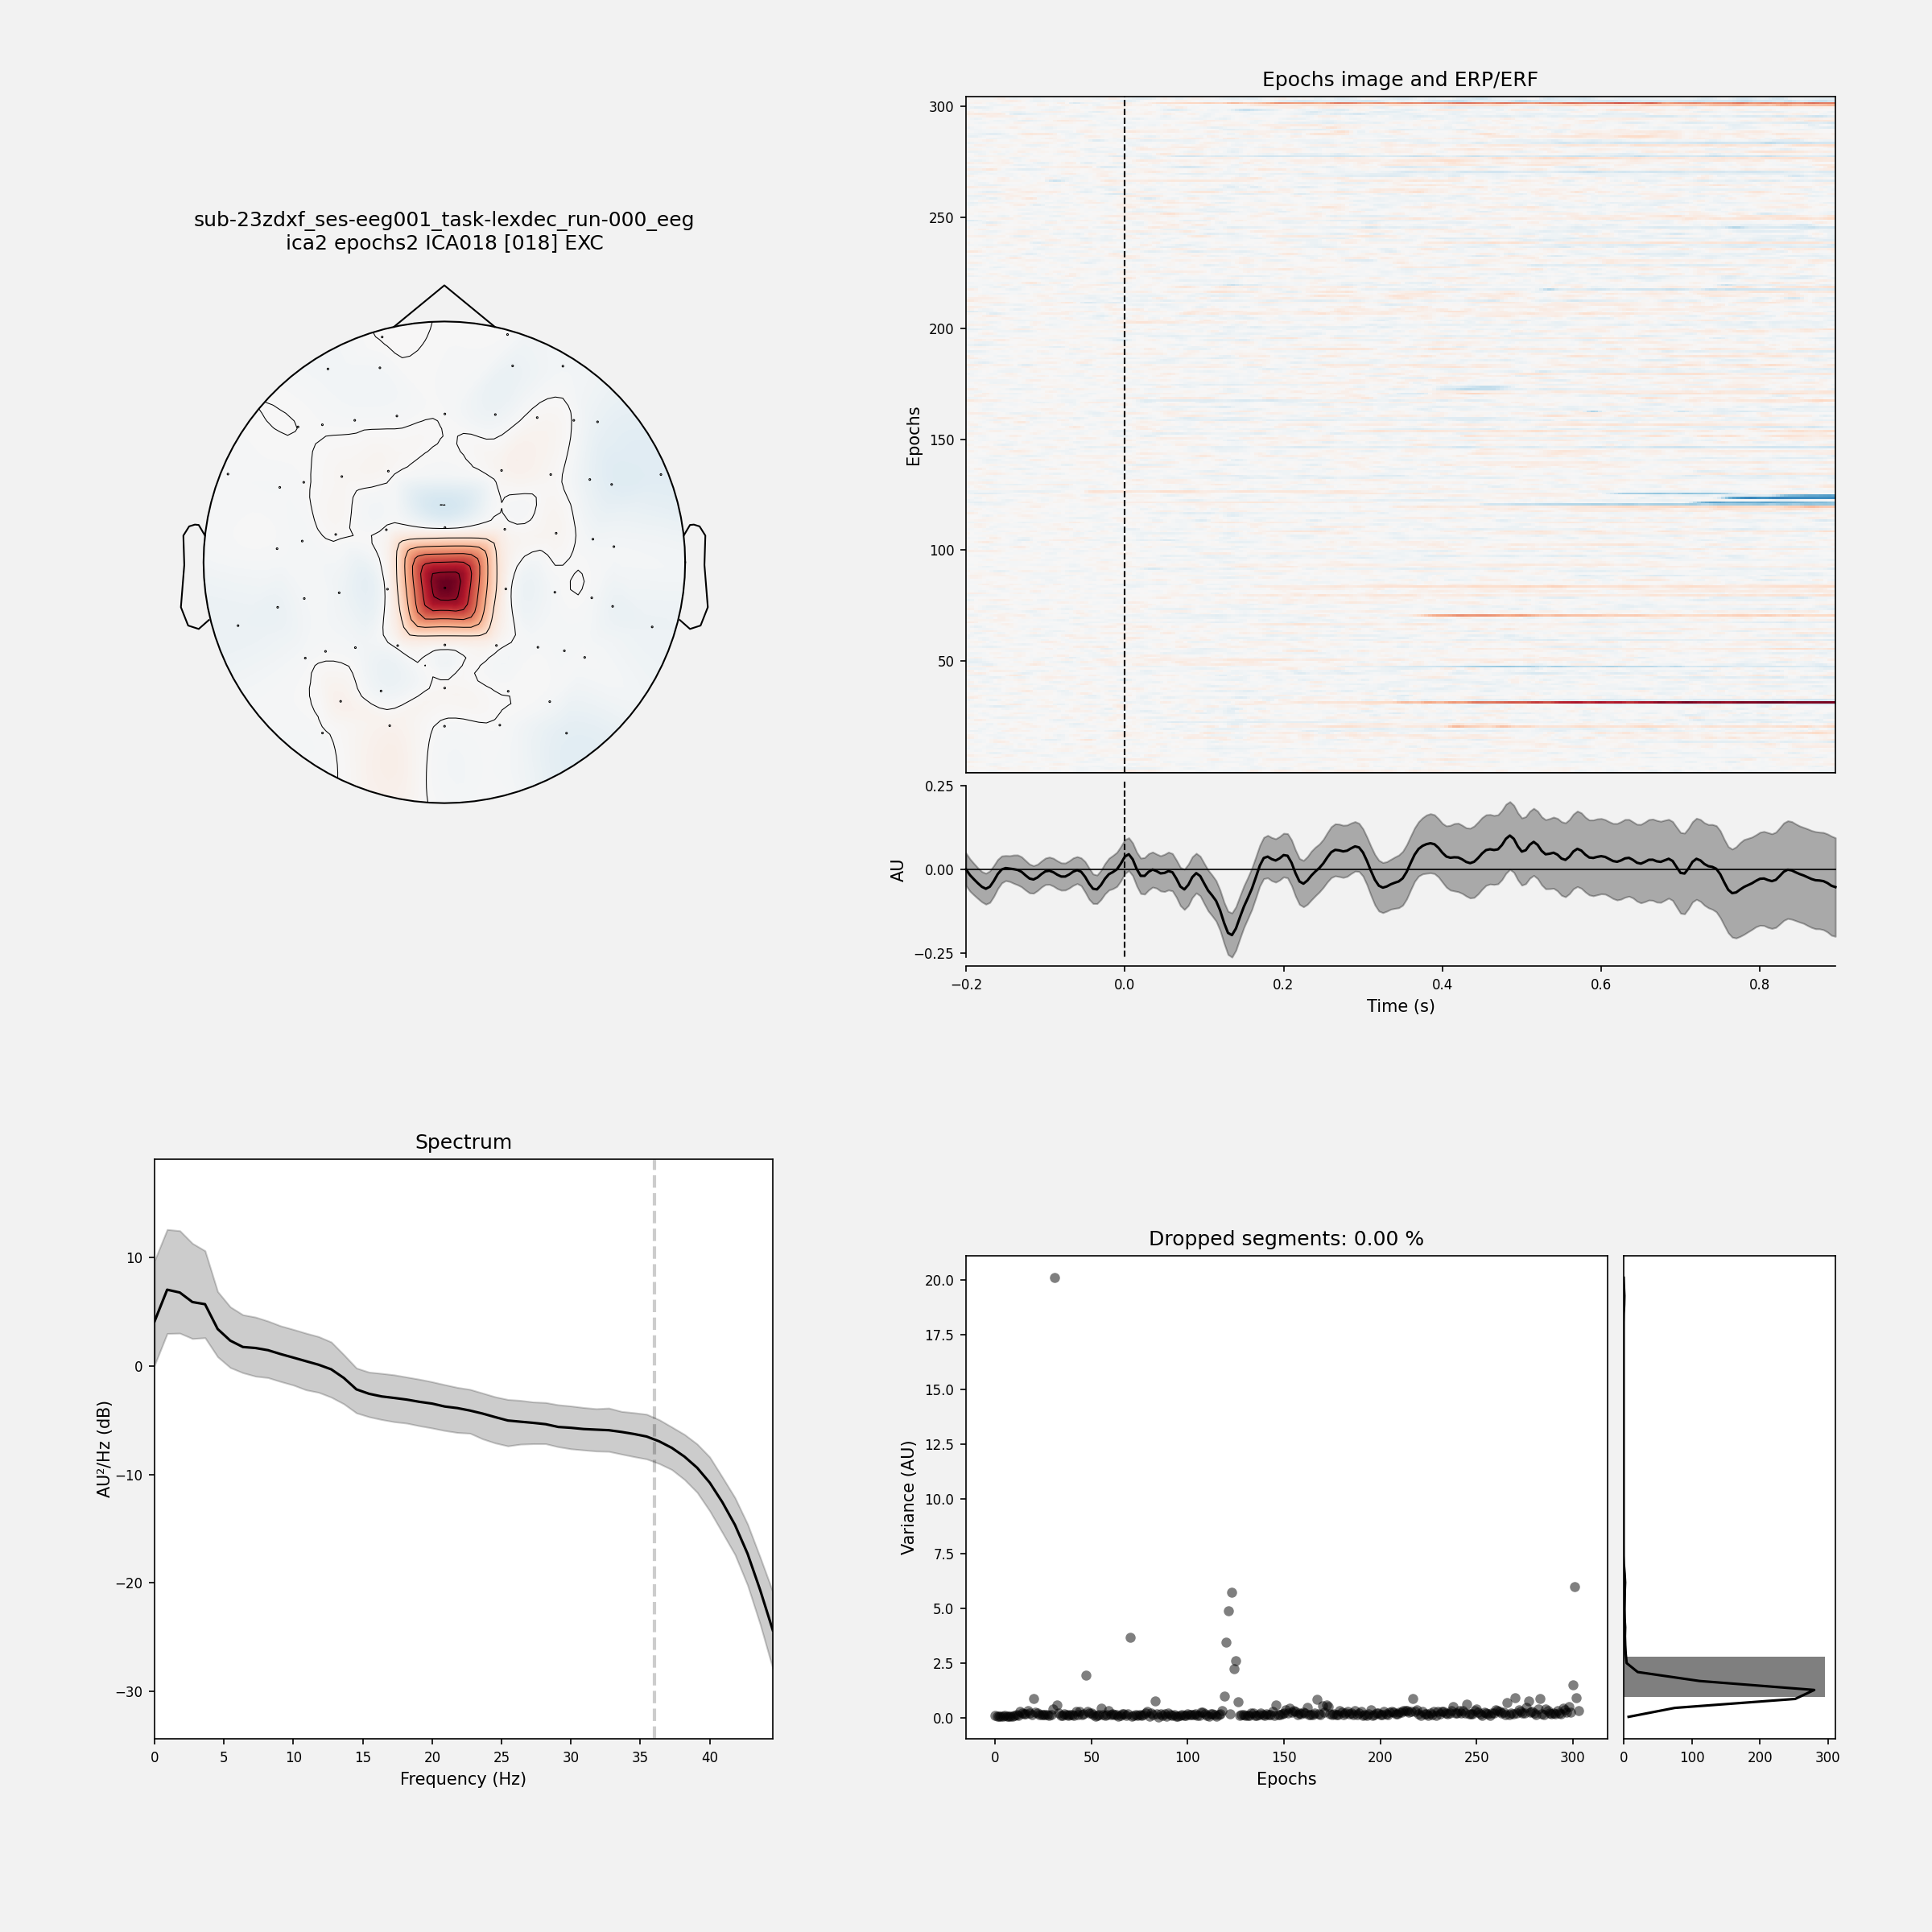 sub-23zdxf_ses-eeg001_task-lexdec_run-000_eeg
ica2 epochs2 ICA018 [018] EXC
Epochs image and ERP/ERF
300
250
200
150
100
50
Epochs
0.25
0.00
−0.25
AU
−0.2 0.0 0.2 0.4 0.6 0.8
Time (s)
Spectrum
10
0
−10
−20
−30
AU²/Hz (dB)
0 5 10 15 20 25 30 35 40
Frequency (Hz)
Dropped segments: 0.00 %
20.0
17.5
15.0
12.5
10.0
7.5
5.0
2.5
0.0
Variance (AU)
0 50 100 150 200 250 300
Epochs
0 100 200 300